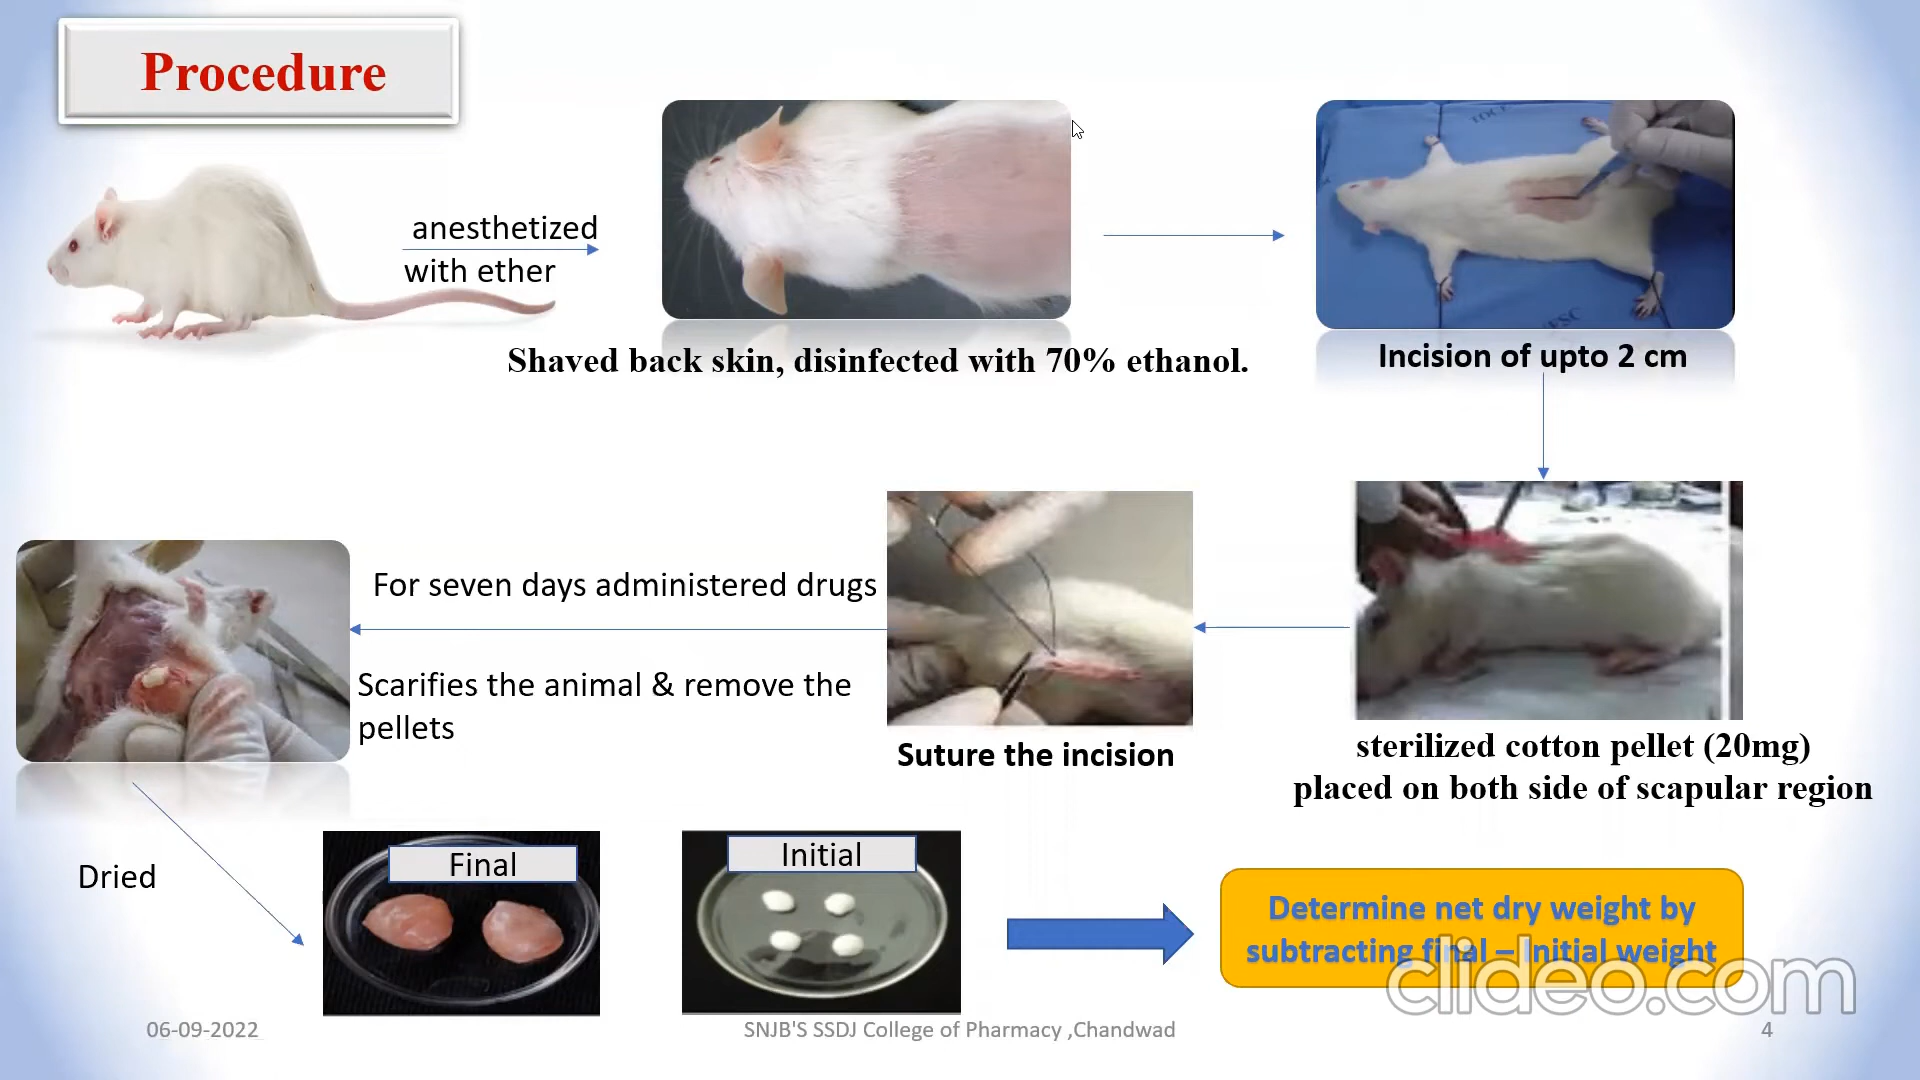 Procedure
anesthetized
with ether
Shaved back skin, disinfected with 70% ethanol.
Incision of upto 2 cm
For seven days administered drugs
Scarifies the animal & remove the
pellets
Suture the incision
sterilized cotton pellet (20mg)
placed on both side of scapular region
Dried
Final
Initial
Determine net dry weight by
subtracting final – Initial weight
clideo.com
06-09-2022
SNJB'S SSDJ College of Pharmacy ,Chandwad
4